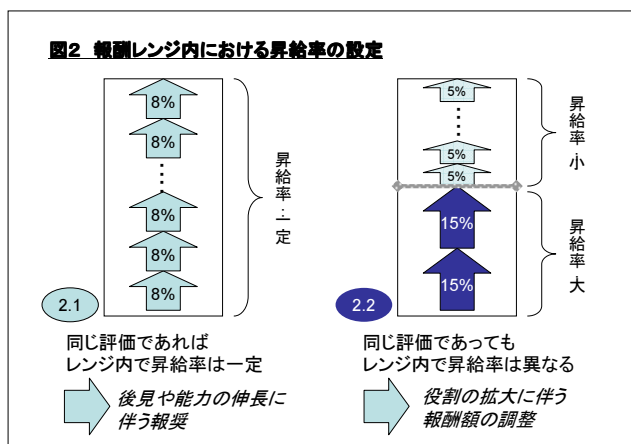 図2 報酬レンジ内における昇給率の設定
8%
8%
8%
8%
8%
昇給率：一定
2.1
同じ評価であれば
レンジ内で昇給率は一定
後見や能力の伸長に
伴う報奨
5%
5%
5%
15%
15%
昇給率：小
昇給率：大
2.2
同じ評価であっても
レンジ内で昇給率は異なる
役割の拡大に伴う
報酬額の調整